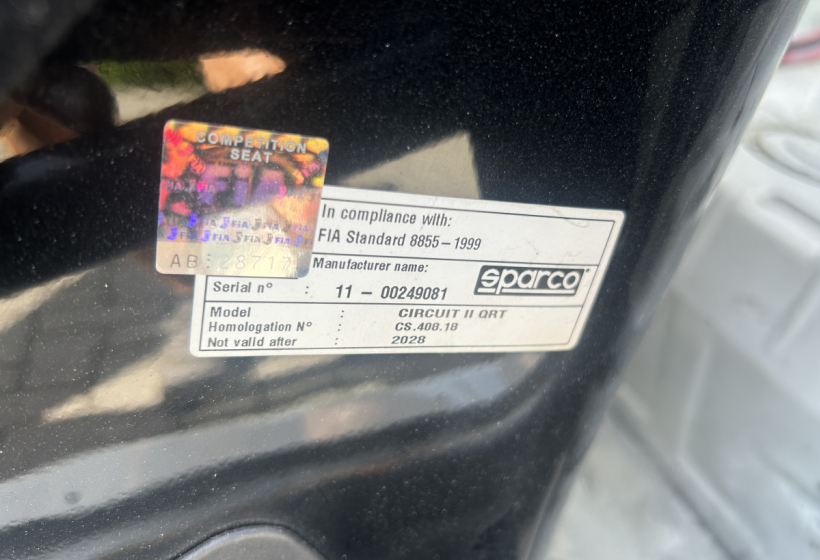 COMPETITION
SEAT
FIA
In compliance with:
FIA Standard 8855-1999
Manufacturer name:
sparco
Serial n° : 11 - 00249081
Model : CIRCUIT II QRT
Homologation N° : CS.408.18
Not valid after : 2028